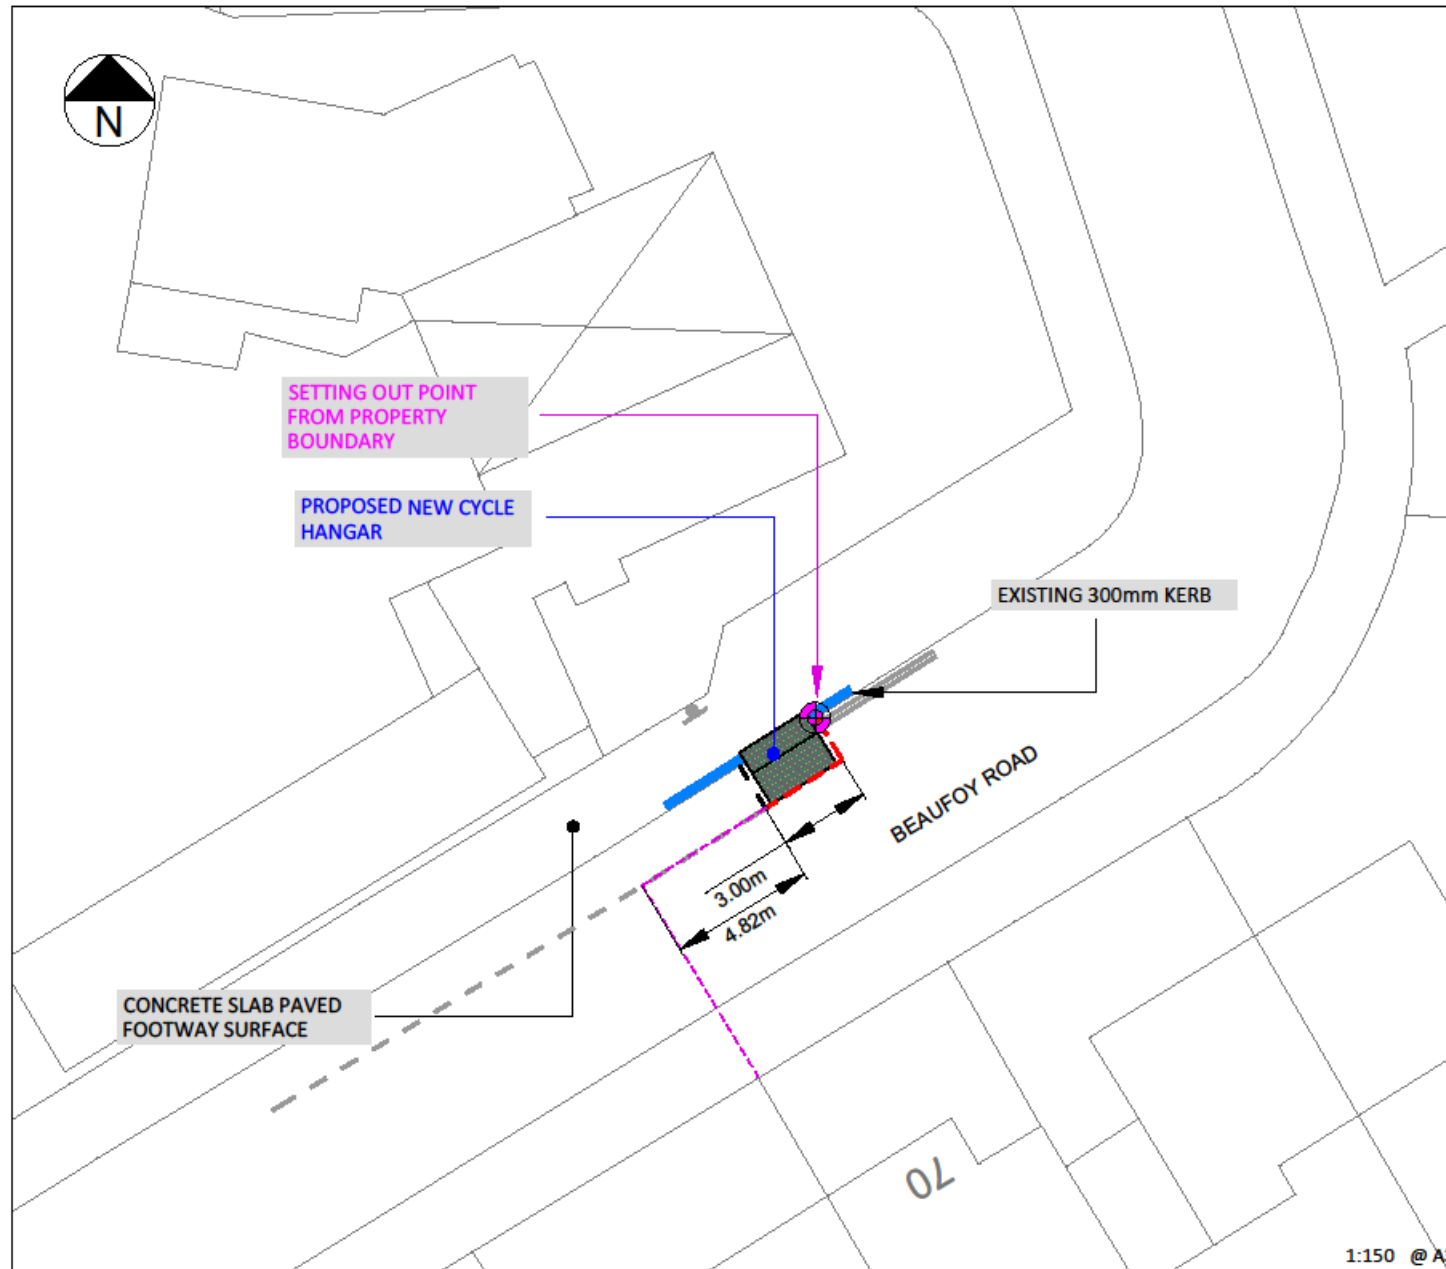 N
SETTING OUT POINT
FROM PROPERTY
BOUNDARY
PROPOSED NEW CYCLE
HANGAR
EXISTING 300mm KERB
BEAUFOY ROAD
3.00m
4.82m
CONCRETE SLAB PAVED
FOOTWAY SURFACE
70
1:150 @